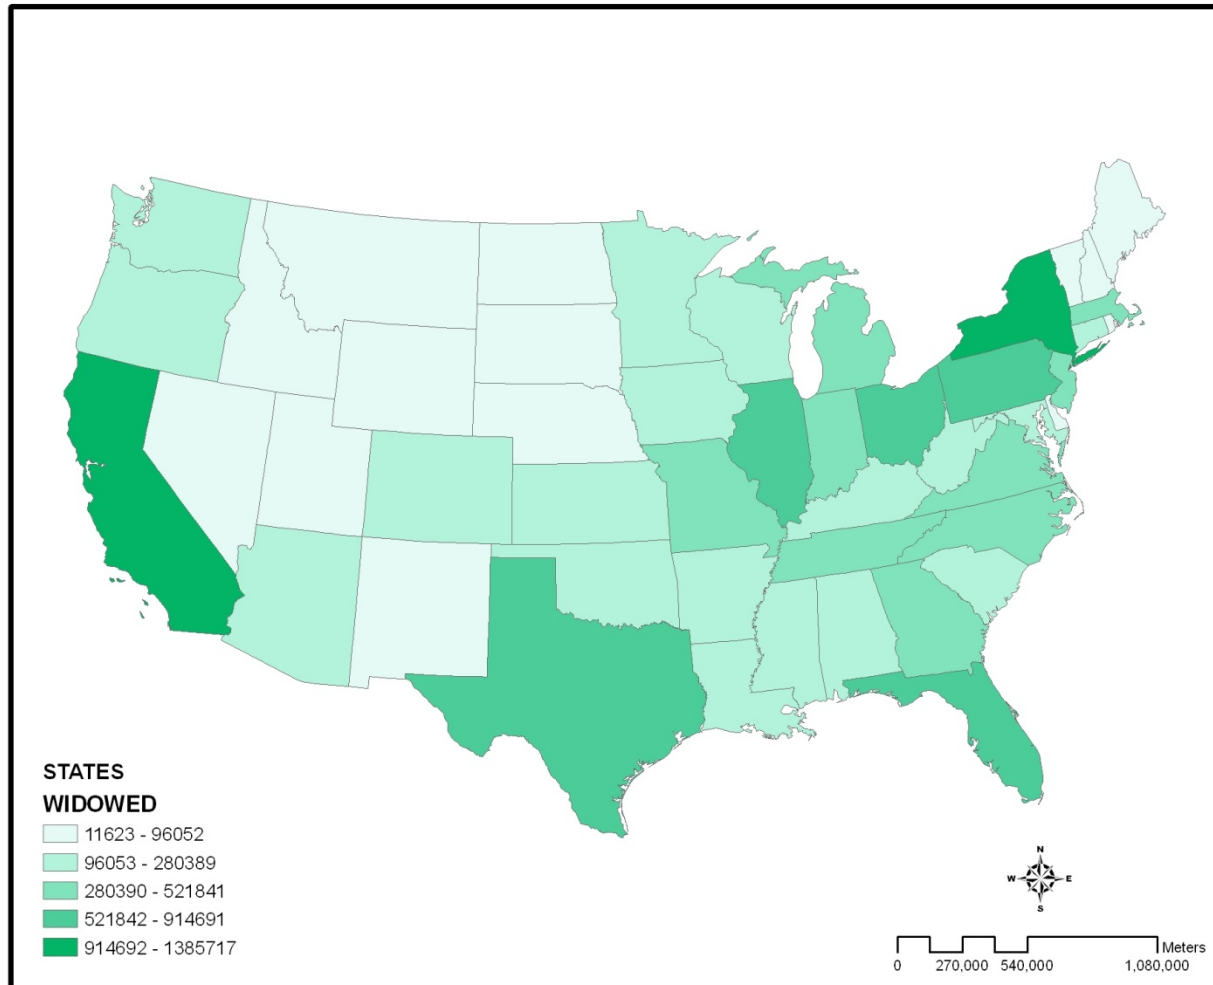 STATES
WIDOWED
11623 - 96052
96053 - 280389
280390 - 521841
521842 - 914691
914692 - 1385717
N
W E
S
Meters
0 270,000 540,000 1,080,000